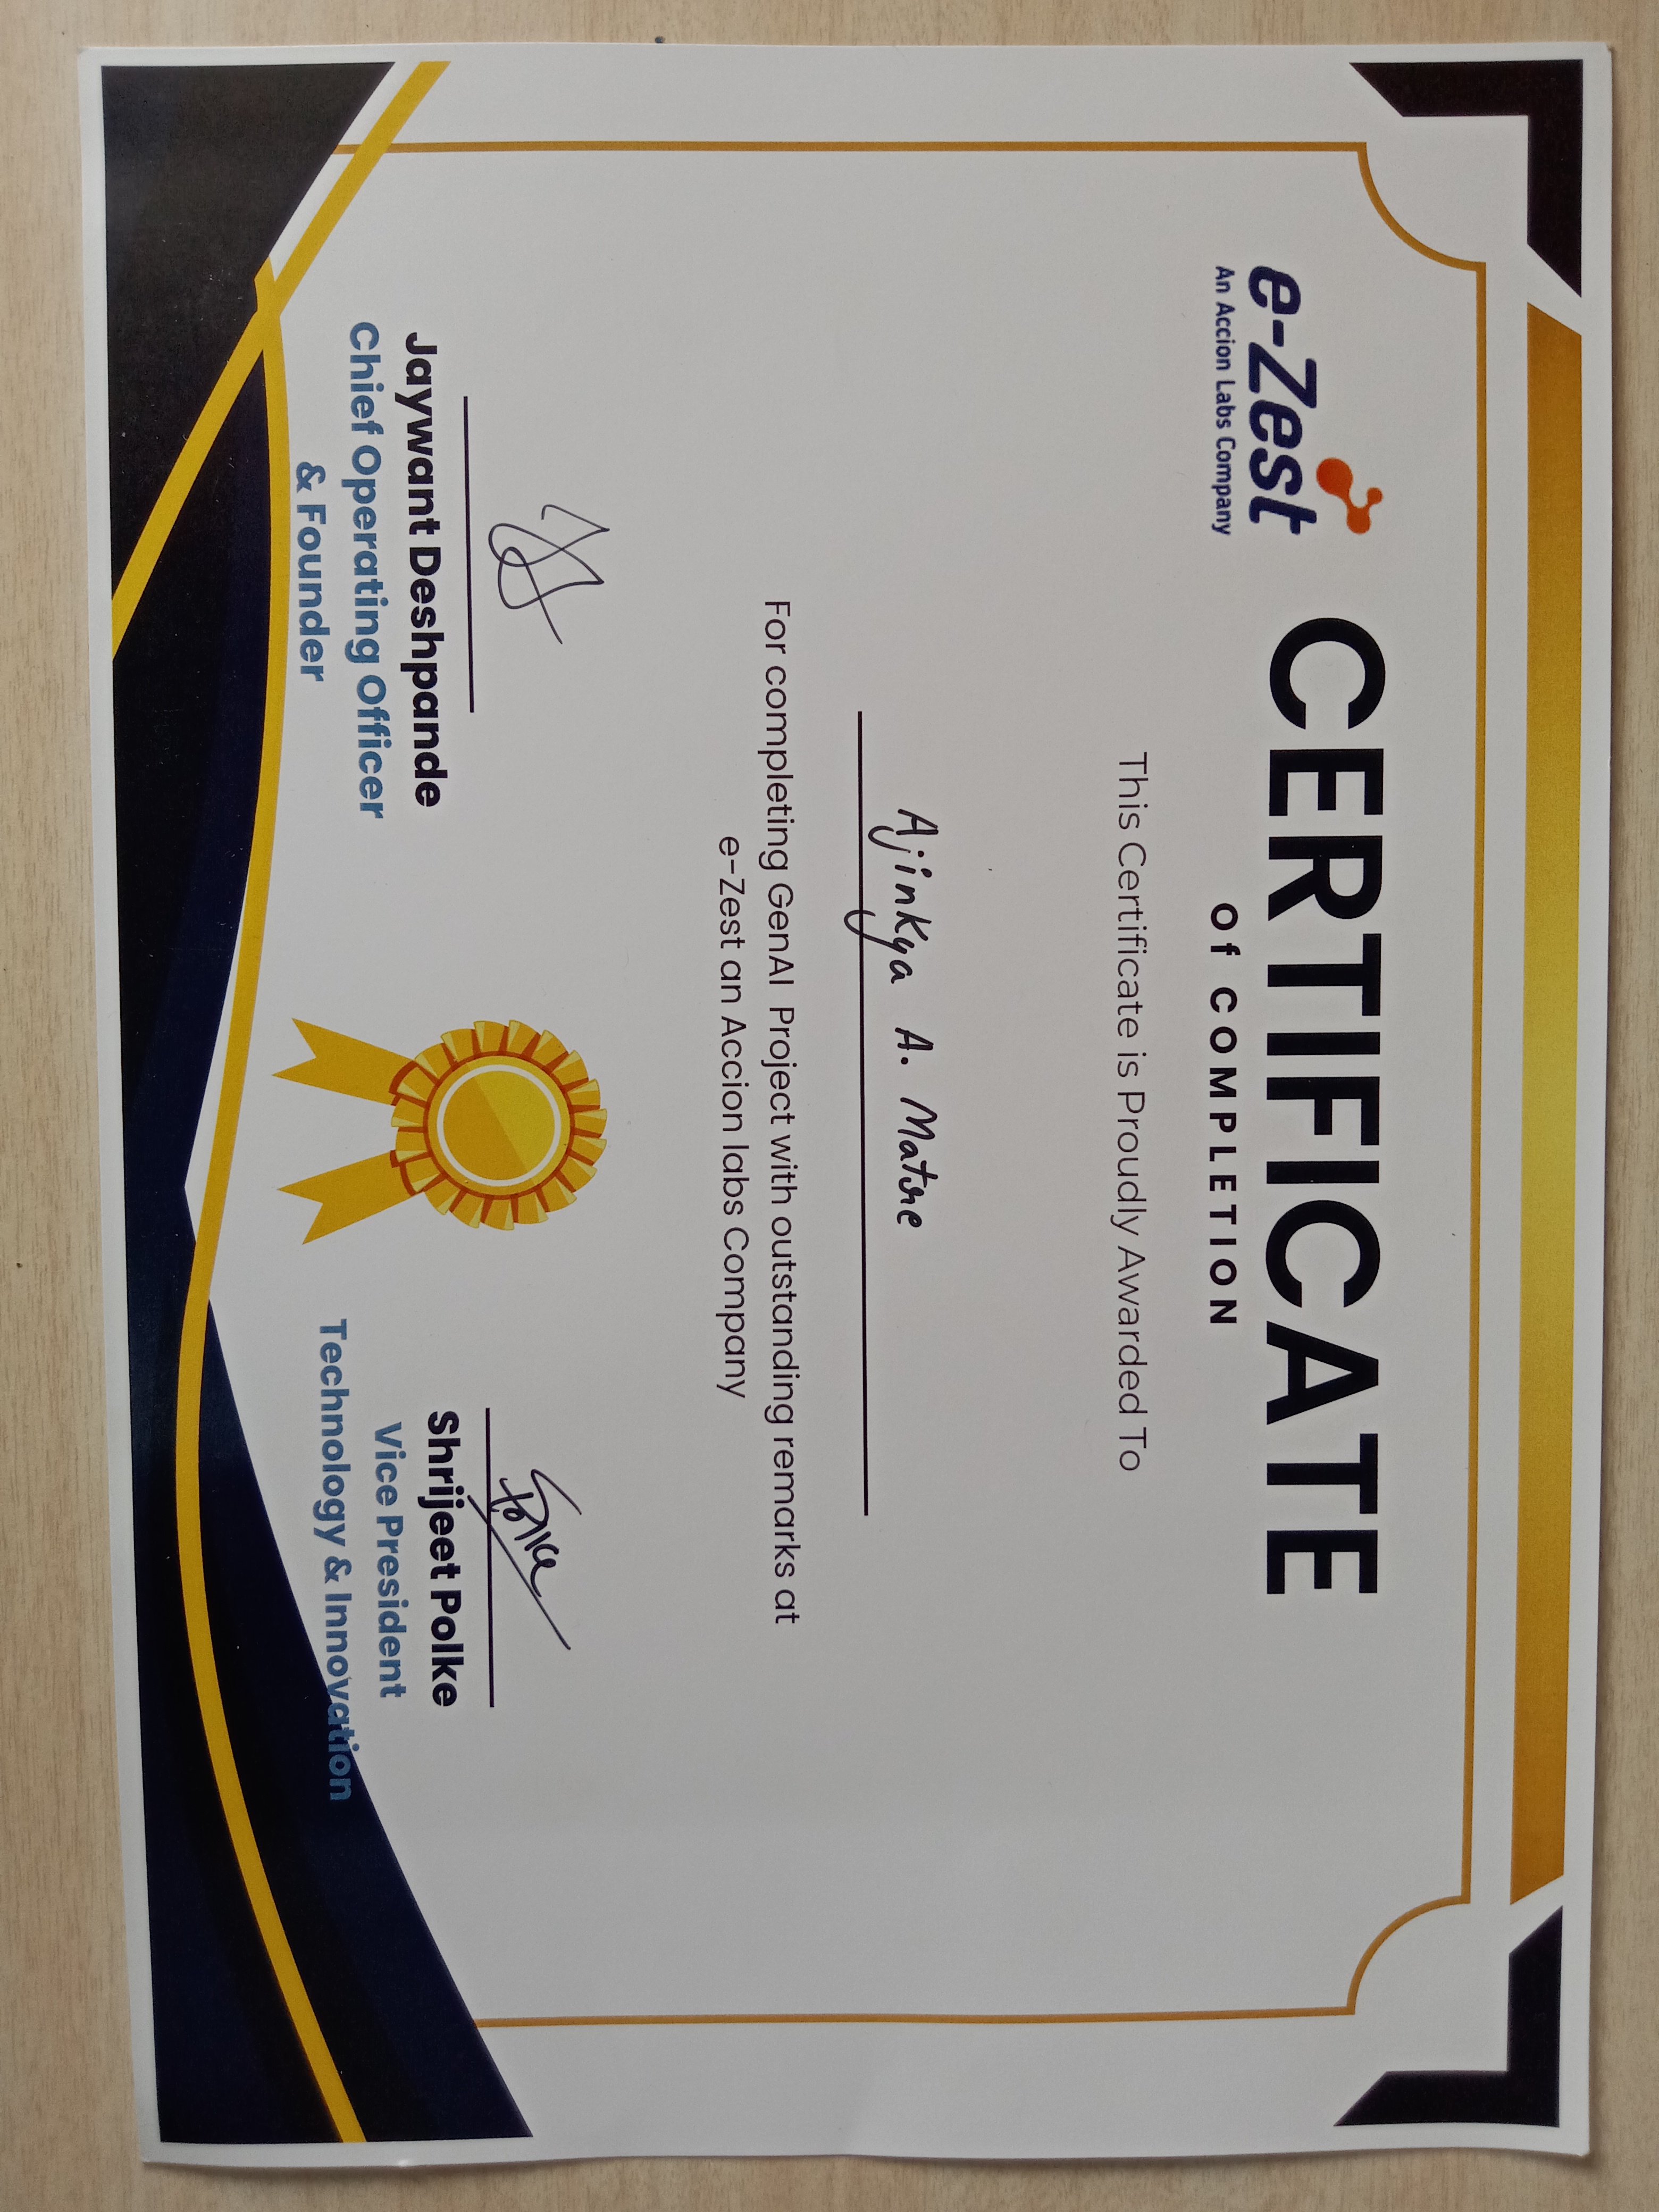 e-Zest
An Accion Labs Company
CERTIFICATE
Of COMPLETION
This Certificate is Proudly Awarded To
Ajinkya A. Matre
For completing GenAI Project with outstanding remarks at
e-Zest an Accion labs Company
Polke
Jaywant Deshpande
Chief Operating Officer
& Founder
Shrijeet Polke
Vice President
Technology & Innovation